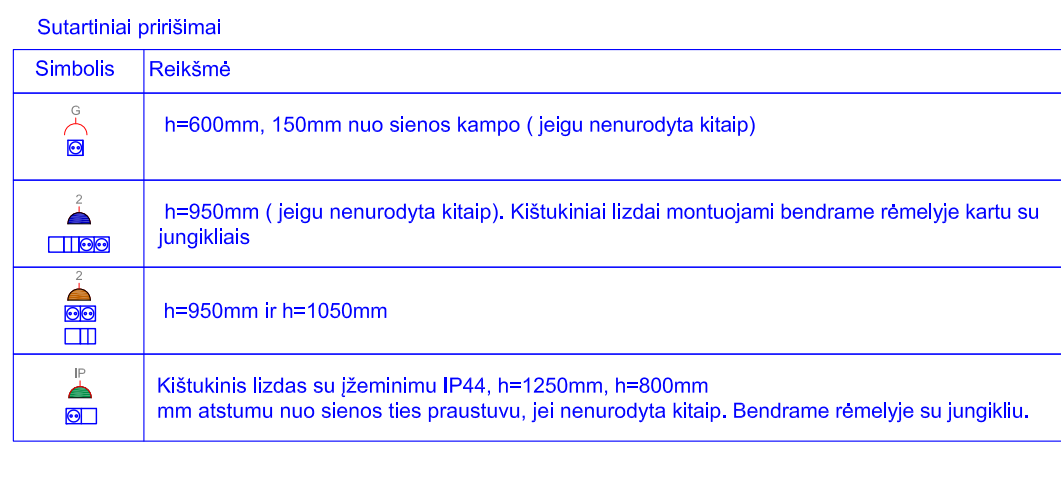 Sutartiniai pririšimai
Simbolis Reikšmė
G
h=600mm, 150mm nuo sienos kampo ( jeigu nenurodyta kitaip)
2
h=950mm ( jeigu nenurodyta kitaip). Kištukiniai lizdai montuojami bendrame rėmelyje kartu su
jungikliais
2
h=950mm ir h=1050mm
IP
Kištukinis lizdas su įžeminimu IP44, h=1250mm, h=800mm
mm atstumu nuo sienos ties praustuvu, jei nenurodyta kitaip. Bendrame rėmelyje su jungikliu.